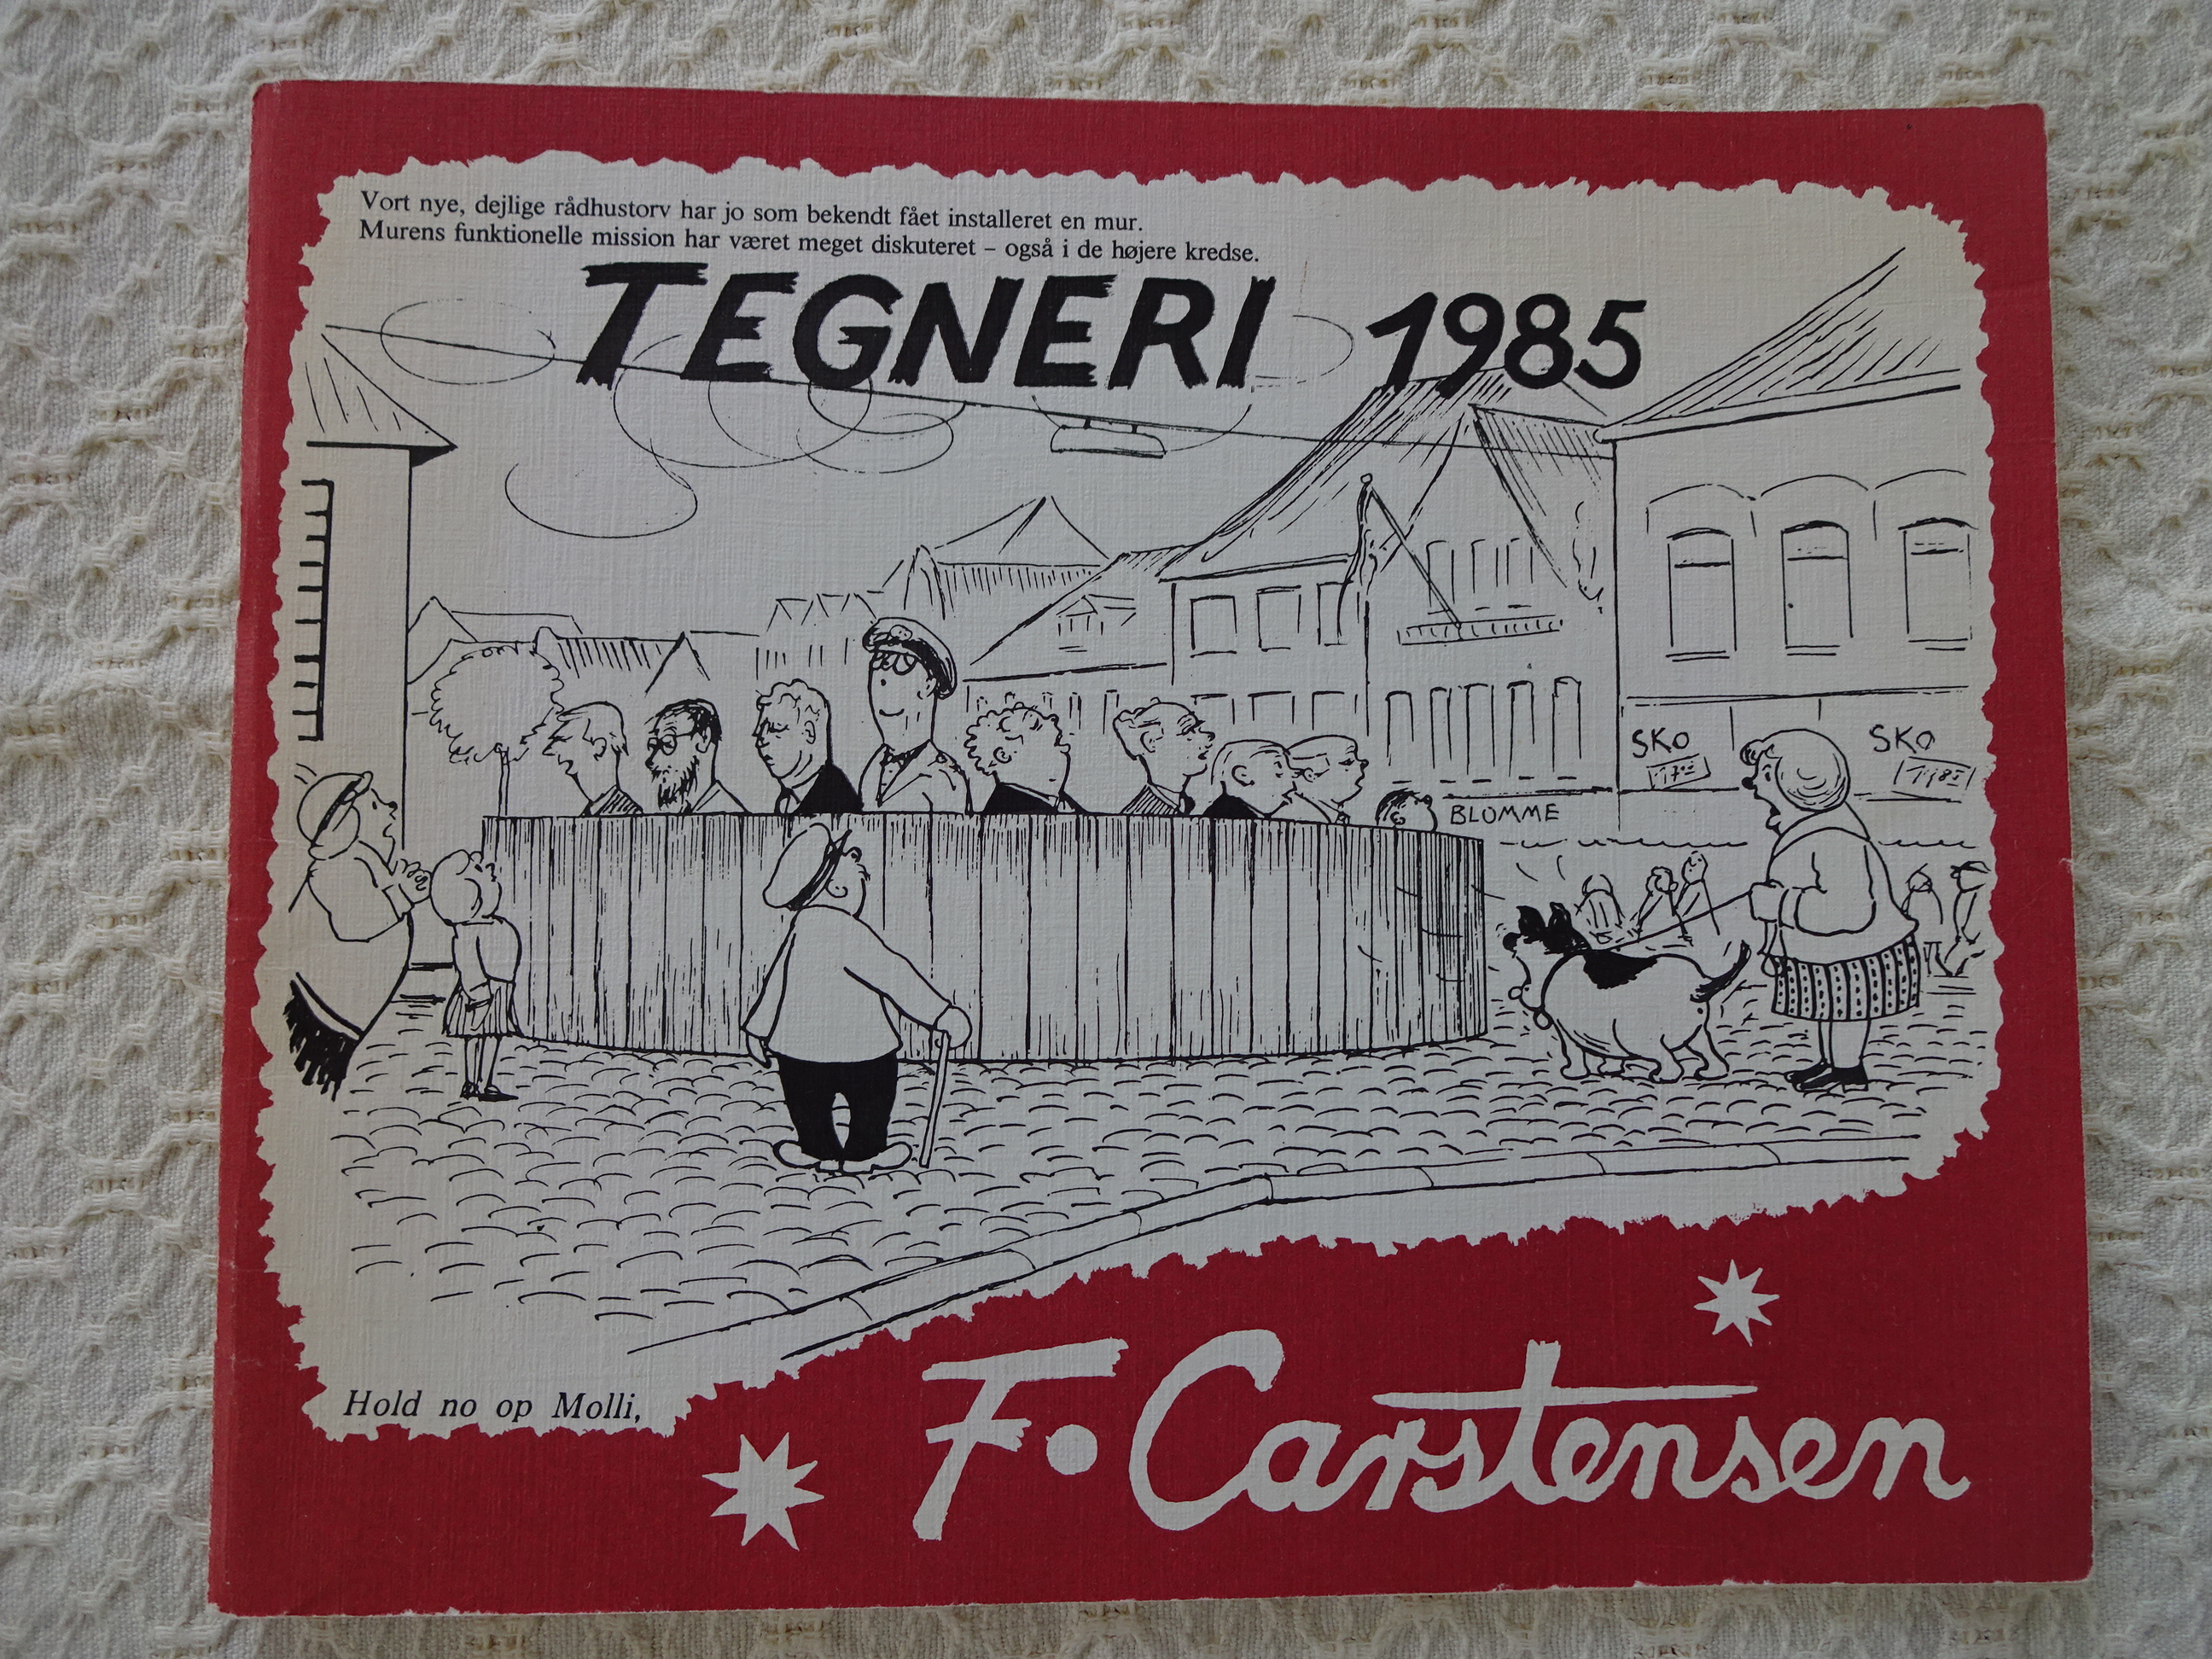 Vort nye, dejlige rådhustorv har jo som bekendt fået installeret en mur.
Murens funktionelle mission har været meget diskuteret – også i de højere kredse.
TEGNERI 1985
SKO
SKO
BLOMME
Hold no op Molli,
F. Carstensen